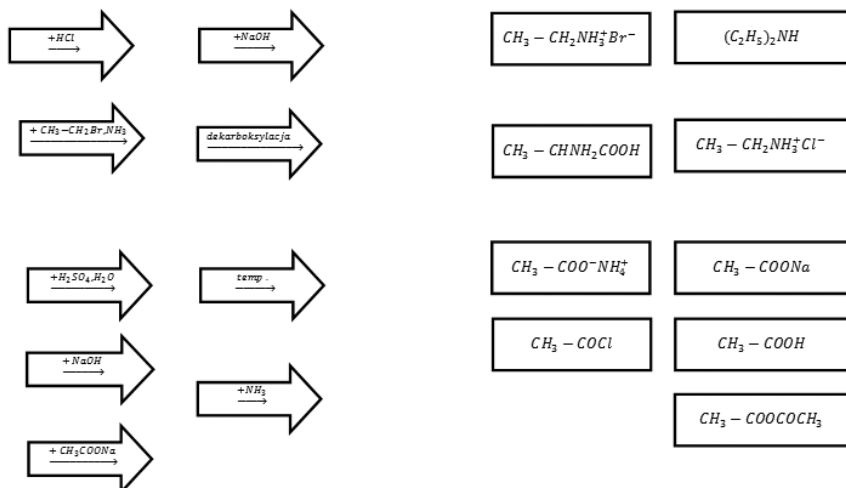 +HCl
+NaOH
CH₃ − CH₂NH₃⁺Br⁻
(C₂H₅)₂NH
+ CH₃−CH₂Br,NH₃
dekarboksylacja
CH₃ − CHNH₂COOH
CH₃ − CH₂NH₃⁺Cl⁻
+H₂SO₄,H₂O
temp.
CH₃ − COO⁻NH₄⁺
CH₃ − COONa
+ NaOH
CH₃ − COCl
CH₃ − COOH
+NH₃
CH₃ − COOCOCH₃
+ CH₃COONa